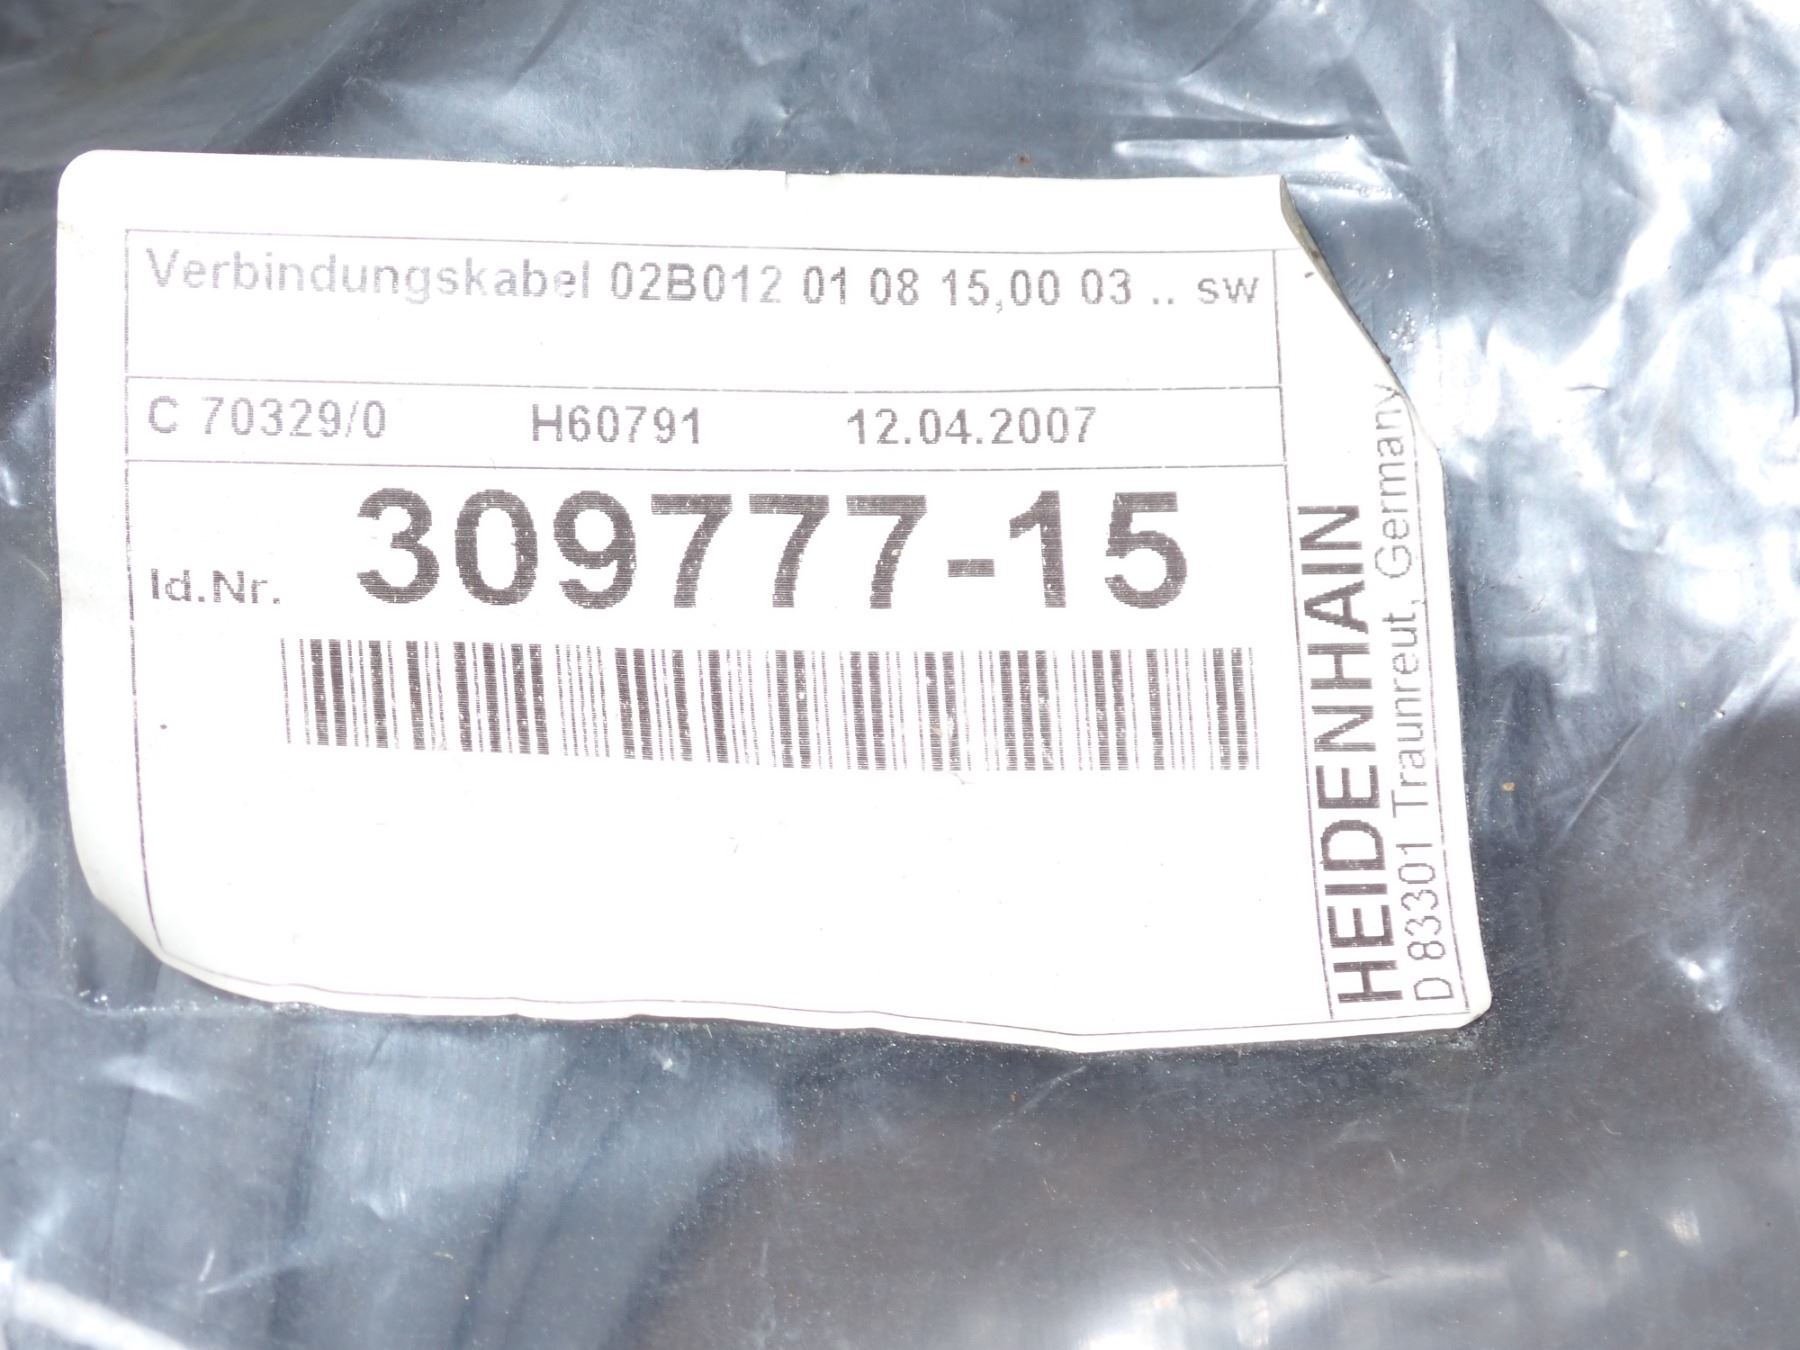 Verbindungskabel 02B012 01 08 15,00 03 .. sw
C 70329/0 H60791 12.04.2007
Id.Nr. 309777-15
HEIDENHAIN
D 83301 Traunreut, Germany